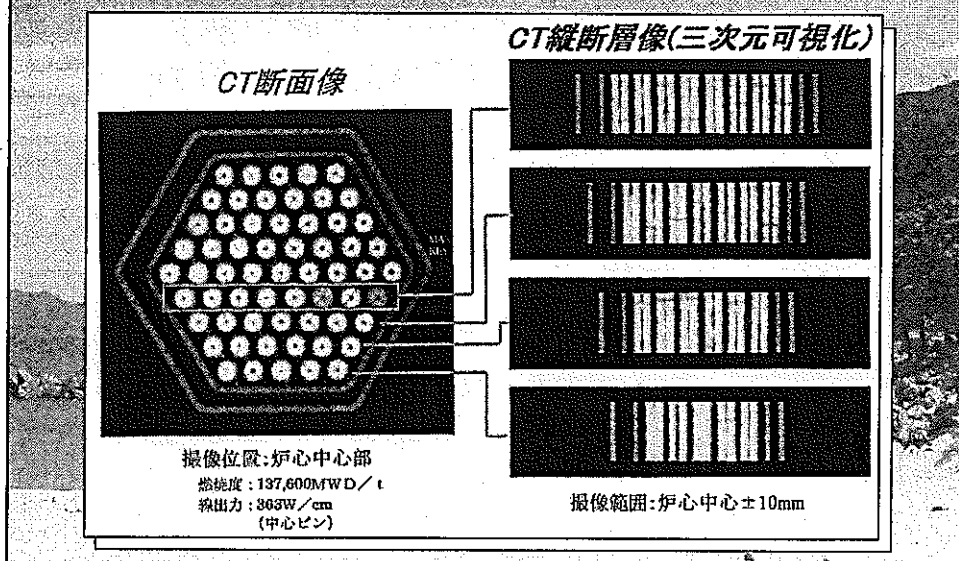 CT縦断層像(三次元可視化)
CT断面像
撮像位置:炉心中心部
燃焼度:137,600MWD/t
線出力:363W/cm
(中心ピン)
撮像範囲:炉心中心±10mm